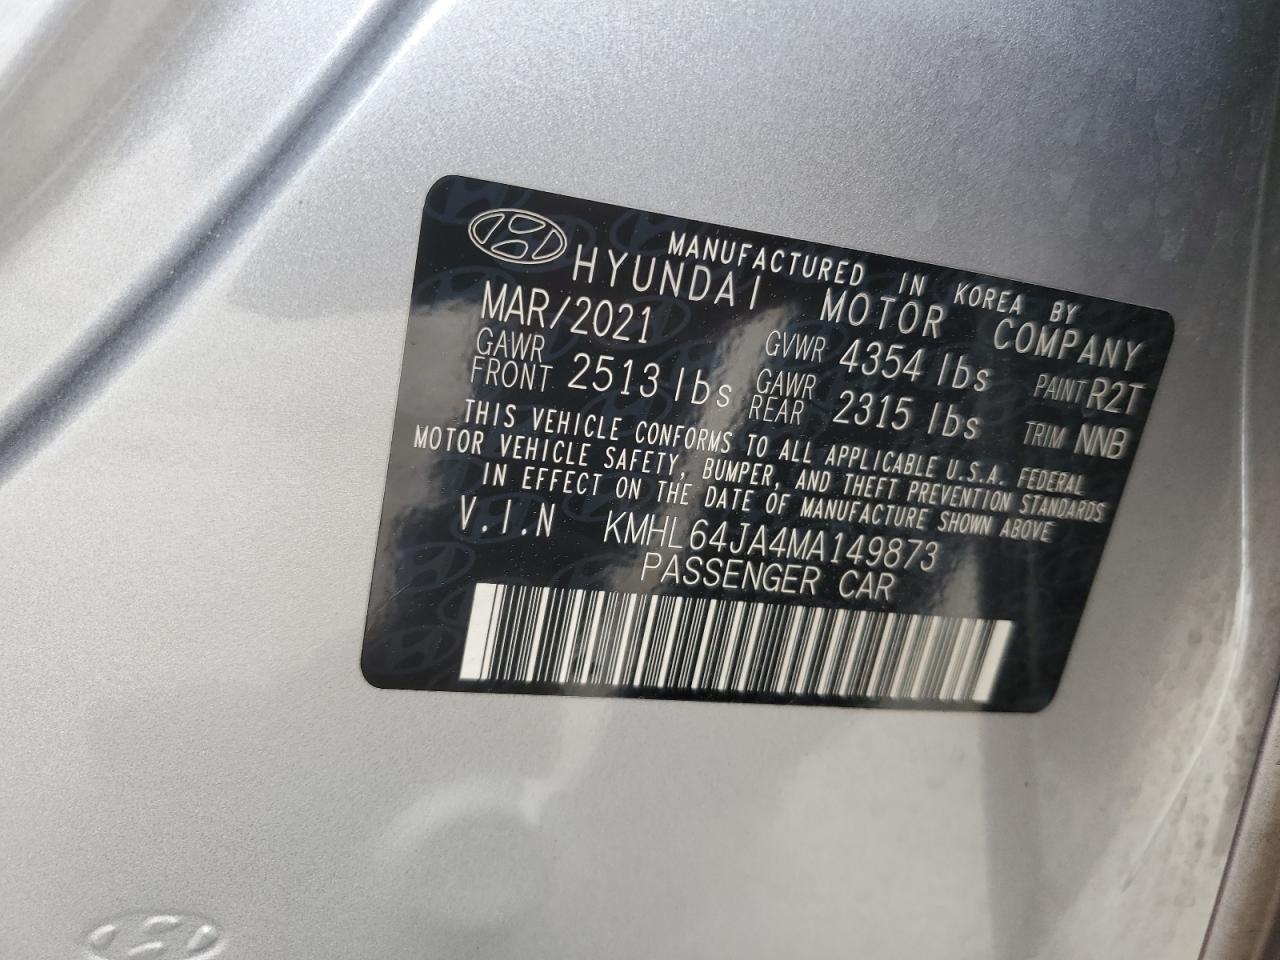 MANUFACTURED IN KOREA BY
HYUNDAI MOTOR COMPANY
MAR/2021 GVWR 4354 lbs PAINT R2T
GAWR FRONT 2513 lbs GAWR REAR 2315 lbs TRIM NNB
THIS VEHICLE CONFORMS TO ALL APPLICABLE U.S.A. FEDERAL
MOTOR VEHICLE SAFETY, BUMPER, AND THEFT PREVENTION STANDARDS
IN EFFECT ON THE DATE OF MANUFACTURE SHOWN ABOVE
V.I.N KMHL64JA4MA149873
PASSENGER CAR